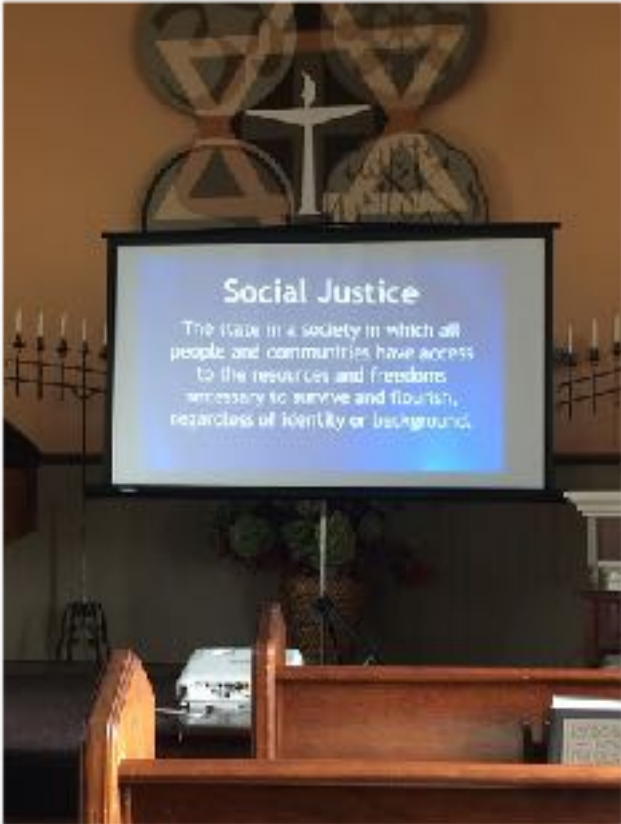 Social Justice
The state in a society in which all
people and communities have access
to the resources and freedoms
necessary to survive and flourish,
regardless of identity or background.